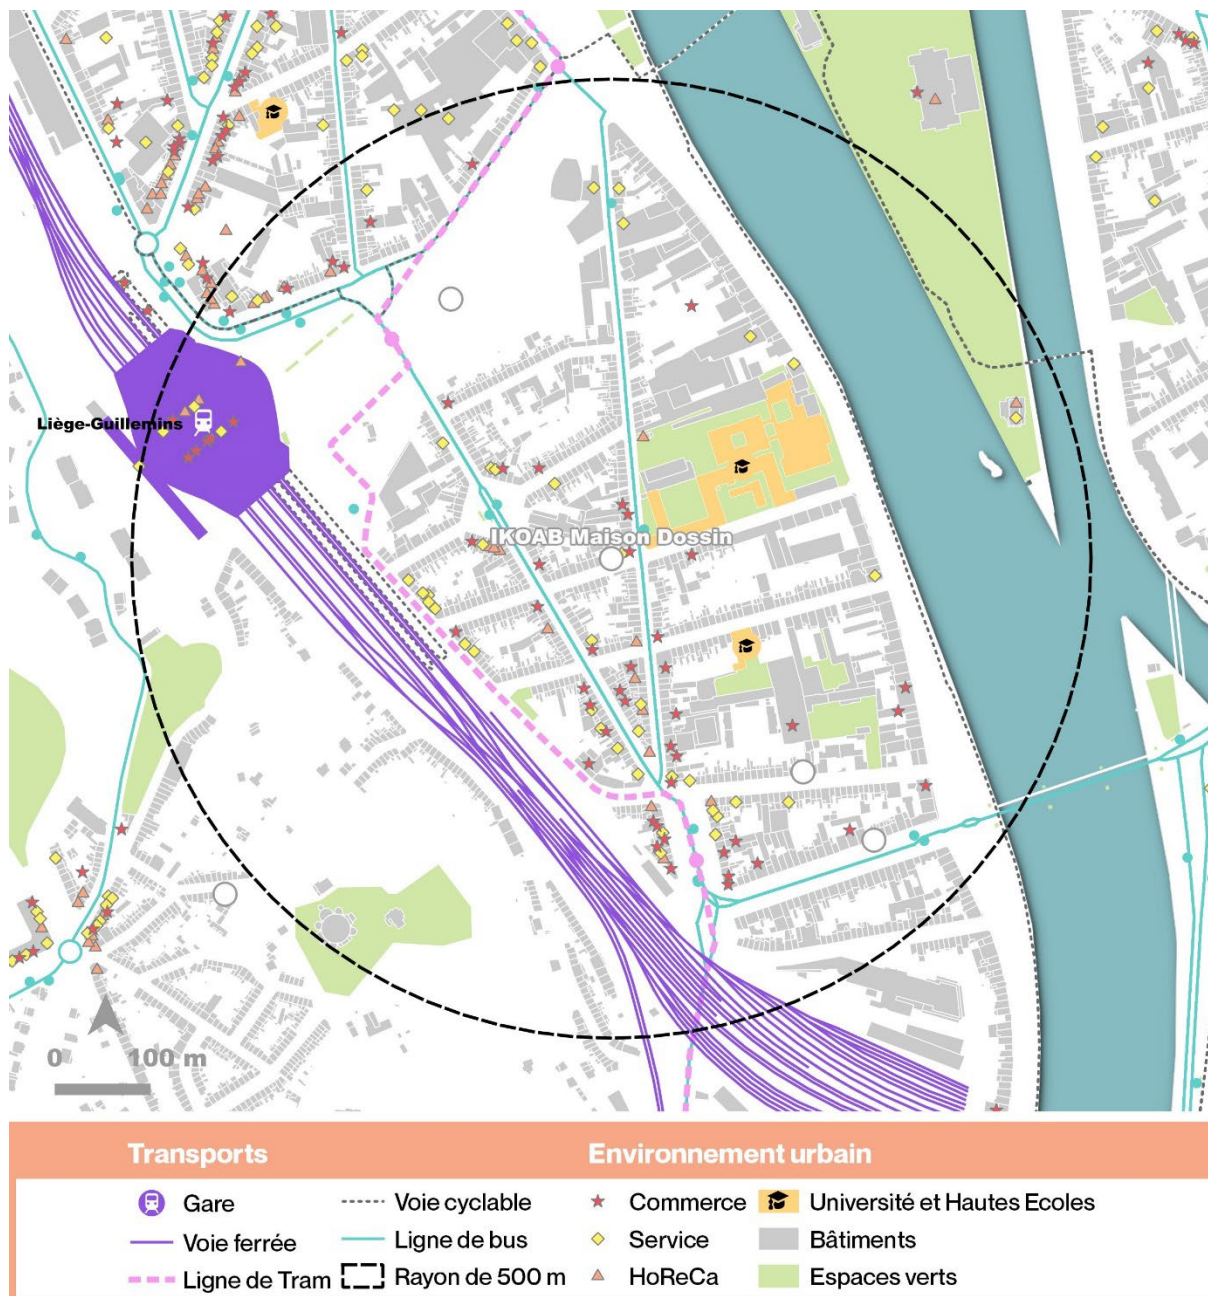 Liège-Guillemins
IKOAB Maison Dossin
0 100 m
Transports
Environnement urbain
Gare
Voie cyclable
Commerce
Université et Hautes Ecoles
Voie ferrée
Ligne de bus
Service
Bâtiments
Ligne de Tram
Rayon de 500 m
HoReCa
Espaces verts